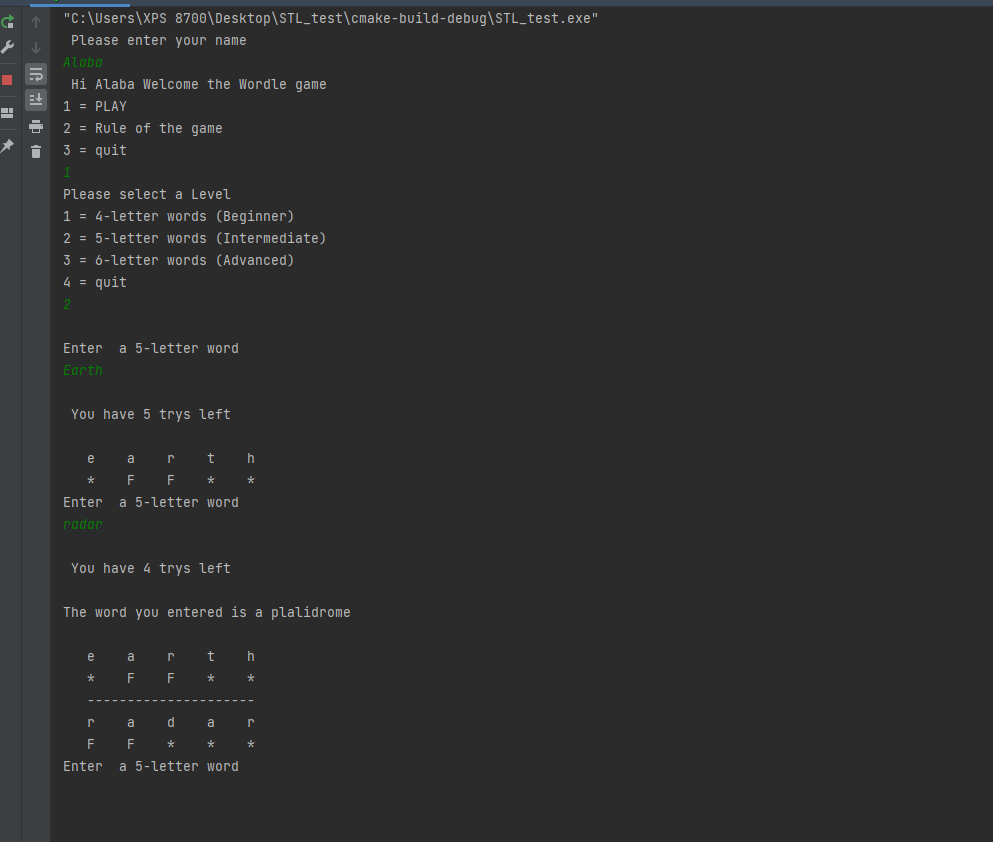 "C:\Users\XPS 8700\Desktop\STL_test\cmake-build-debug\STL_test.exe"
Please enter your name
Alaba
Hi Alaba Welcome the Wordle game
1 = PLAY
2 = Rule of the game
3 = quit
1
Please select a Level
1 = 4-letter words (Beginner)
2 = 5-letter words (Intermediate)
3 = 6-letter words (Advanced)
4 = quit
2
Enter  a 5-letter word
Earth
You have 5 trys left
e    a    r    t    h
*    F    F    *    *
Enter  a 5-letter word
radar
You have 4 trys left
The word you entered is a plalidrome
e    a    r    t    h
*    F    F    *    *
---------------------
r    a    d    a    r
F    F    *    *    *
Enter  a 5-letter word